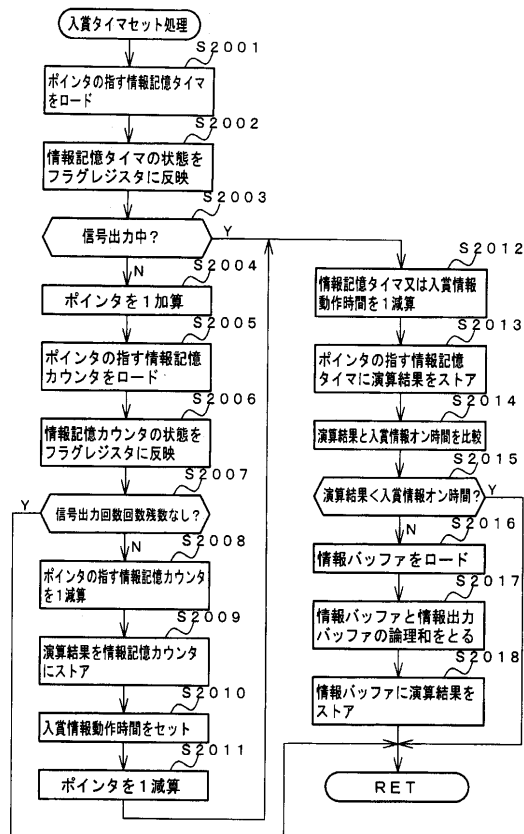 入賞タイマセット処理
S2001
ポインタの指す情報記憶タイマ
をロード
S2002
情報記憶タイマの状態を
フラグレジスタに反映
S2003
信号出力中?
Y
N
S2004
ポインタを1加算
S2005
ポインタの指す情報記憶
カウンタをロード
S2006
情報記憶カウンタの状態を
フラグレジスタに反映
S2007
Y
信号出力回数回数残数なし?
N
S2008
ポインタの指す情報記憶カウンタ
を1減算
S2009
演算結果を情報記憶カウンタ
にストア
S2010
入賞情報動作時間をセット
S2011
ポインタを1減算
S2012
情報記憶タイマ又は入賞情報
動作時間を1減算
S2013
ポインタの指す情報記憶
タイマに演算結果をストア
S2014
演算結果と入賞情報オン時間を比較
S2015
演算結果<入賞情報オン時間?
Y
N
S2016
情報バッファをロード
S2017
情報バッファと情報出力
バッファの論理和をとる
S2018
情報バッファに演算結果を
ストア
RET